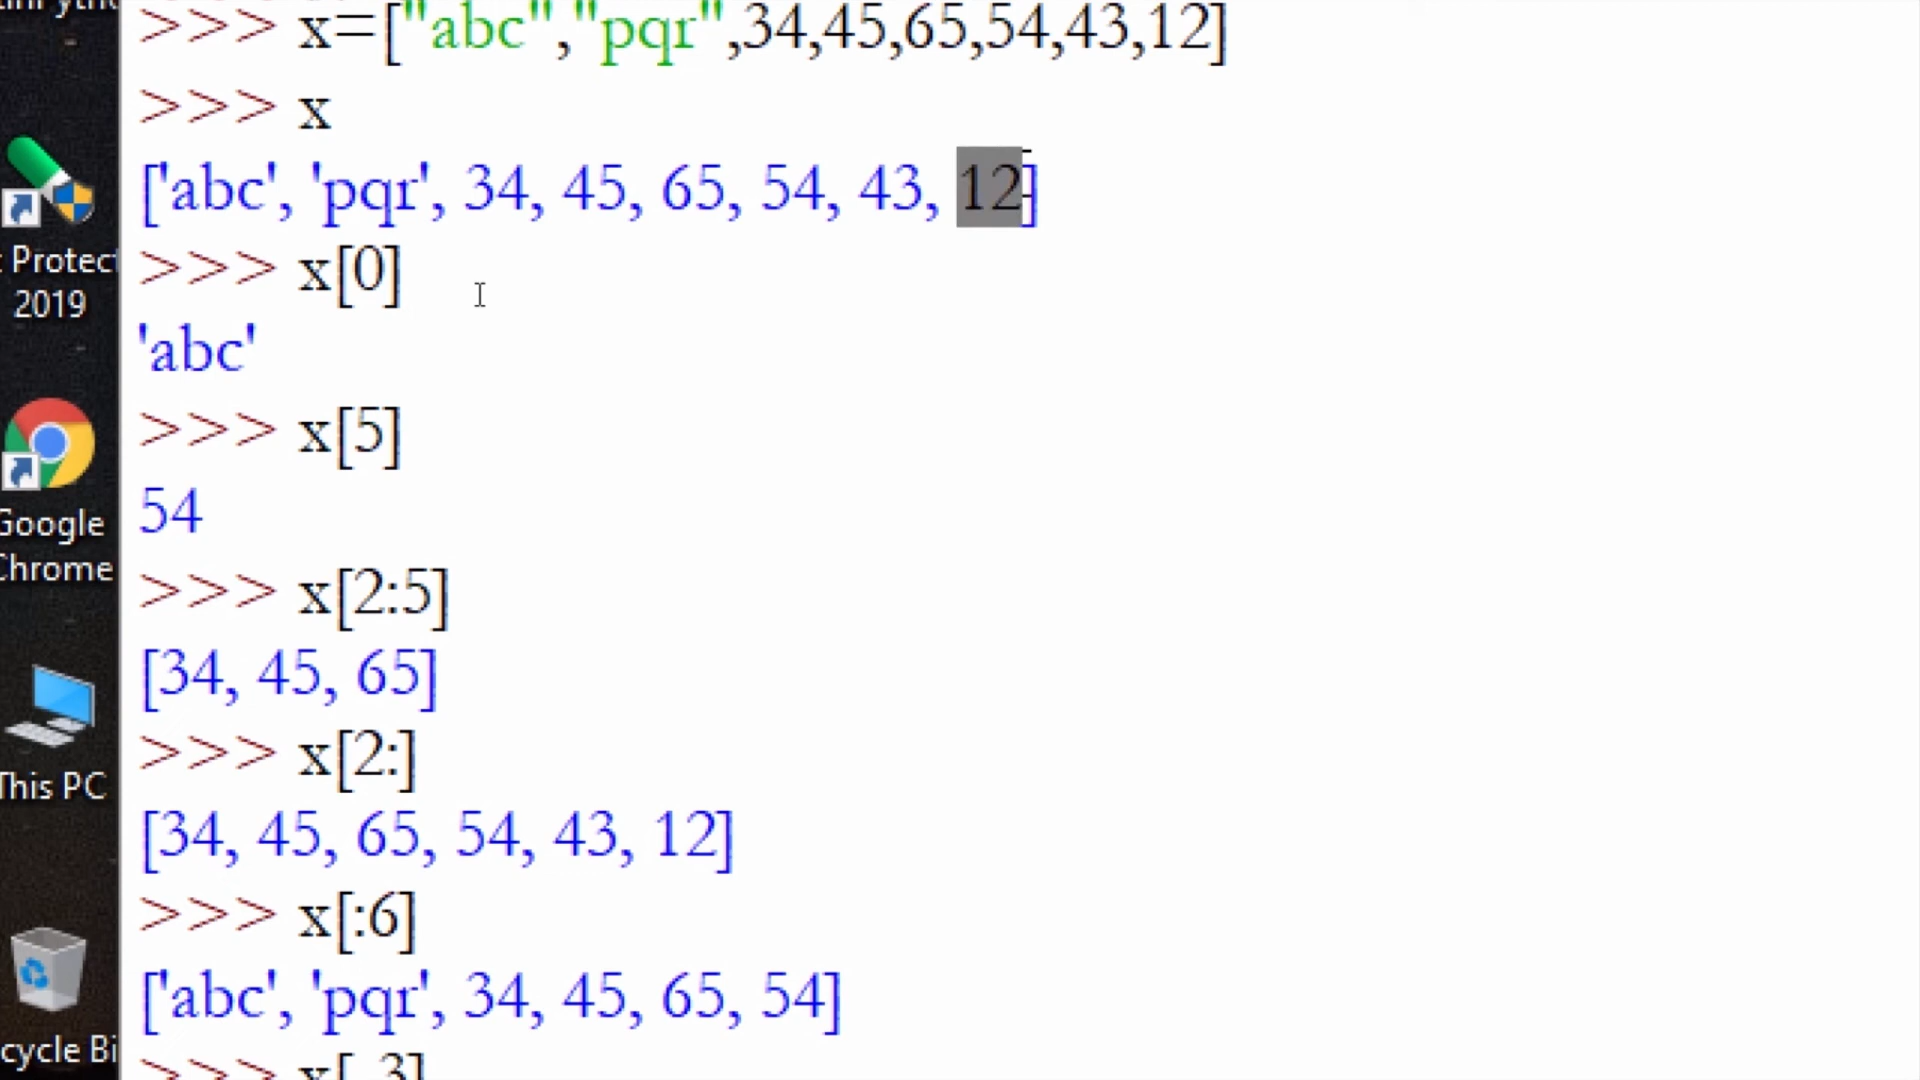 >>> x=["abc","pqr",34,45,65,54,43,12]
>>> x
['abc', 'pqr', 34, 45, 65, 54, 43, 12]
>>> x[0]
'abc'
>>> x[5]
54
>>> x[2:5]
[34, 45, 65]
>>> x[2:]
[34, 45, 65, 54, 43, 12]
>>> x[:6]
['abc', 'pqr', 34, 45, 65, 54]
Protect
2019
Google
Chrome
This PC
cycle Bi